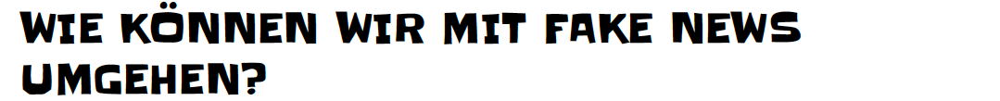 WIE KÖNNEN WIR MIT FAKE NEWS
UMGEHEN?